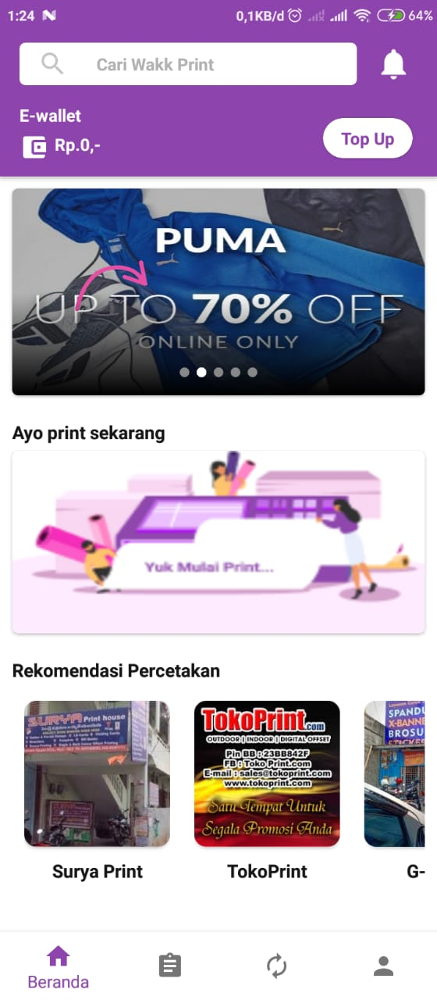 1:24
0,1KB/d
64%
Cari Wakk Print
E-wallet
Rp.0,-
Top Up
PUMA
UP TO 70% OFF
ONLINE ONLY
Ayo print sekarang
Yuk Mulai Print...
Rekomendasi Percetakan
SURYA Print house
TokoPrint.com
OUTDOOR | INDOOR | DIGITAL OFFSET
Pin BB : 23BB842F
FB : Toko Print.com
E-mail : sales@tokoprint.com
www.tokoprint.com
Satu Tempat Untuk
Segala Promosi Anda
SPANDU
X-BANNE
BROSU
STICKER
Surya Print
TokoPrint
G-
Beranda